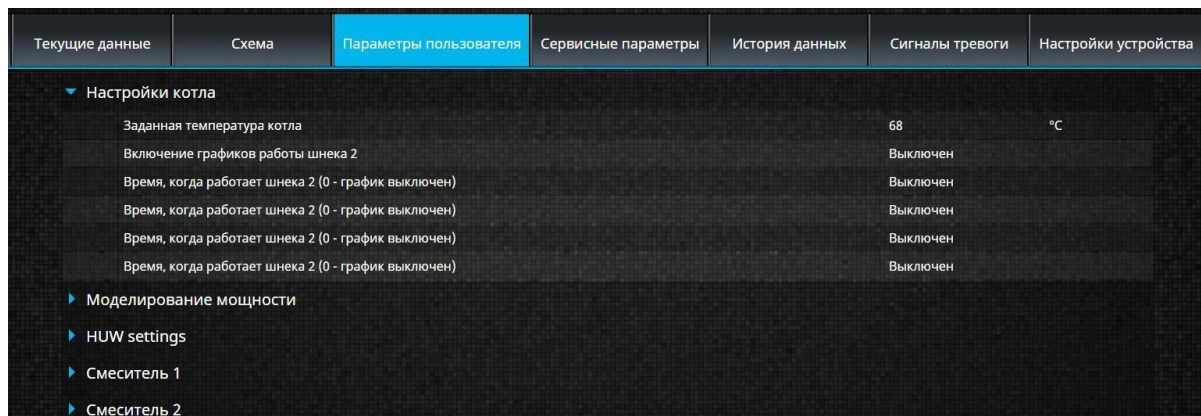 Текущие данные Схема Параметры пользователя Сервисные параметры История данных Сигналы тревоги Настройки устройства
Настройки котла
Заданная температура котла 68 °C
Включение графиков работы шнека 2 Выключен
Время, когда работает шнека 2 (0 - график выключен) Выключен
Время, когда работает шнека 2 (0 - график выключен) Выключен
Время, когда работает шнека 2 (0 - график выключен) Выключен
Время, когда работает шнека 2 (0 - график выключен) Выключен
Моделирование мощности
HUW settings
Смеситель 1
Смеситель 2